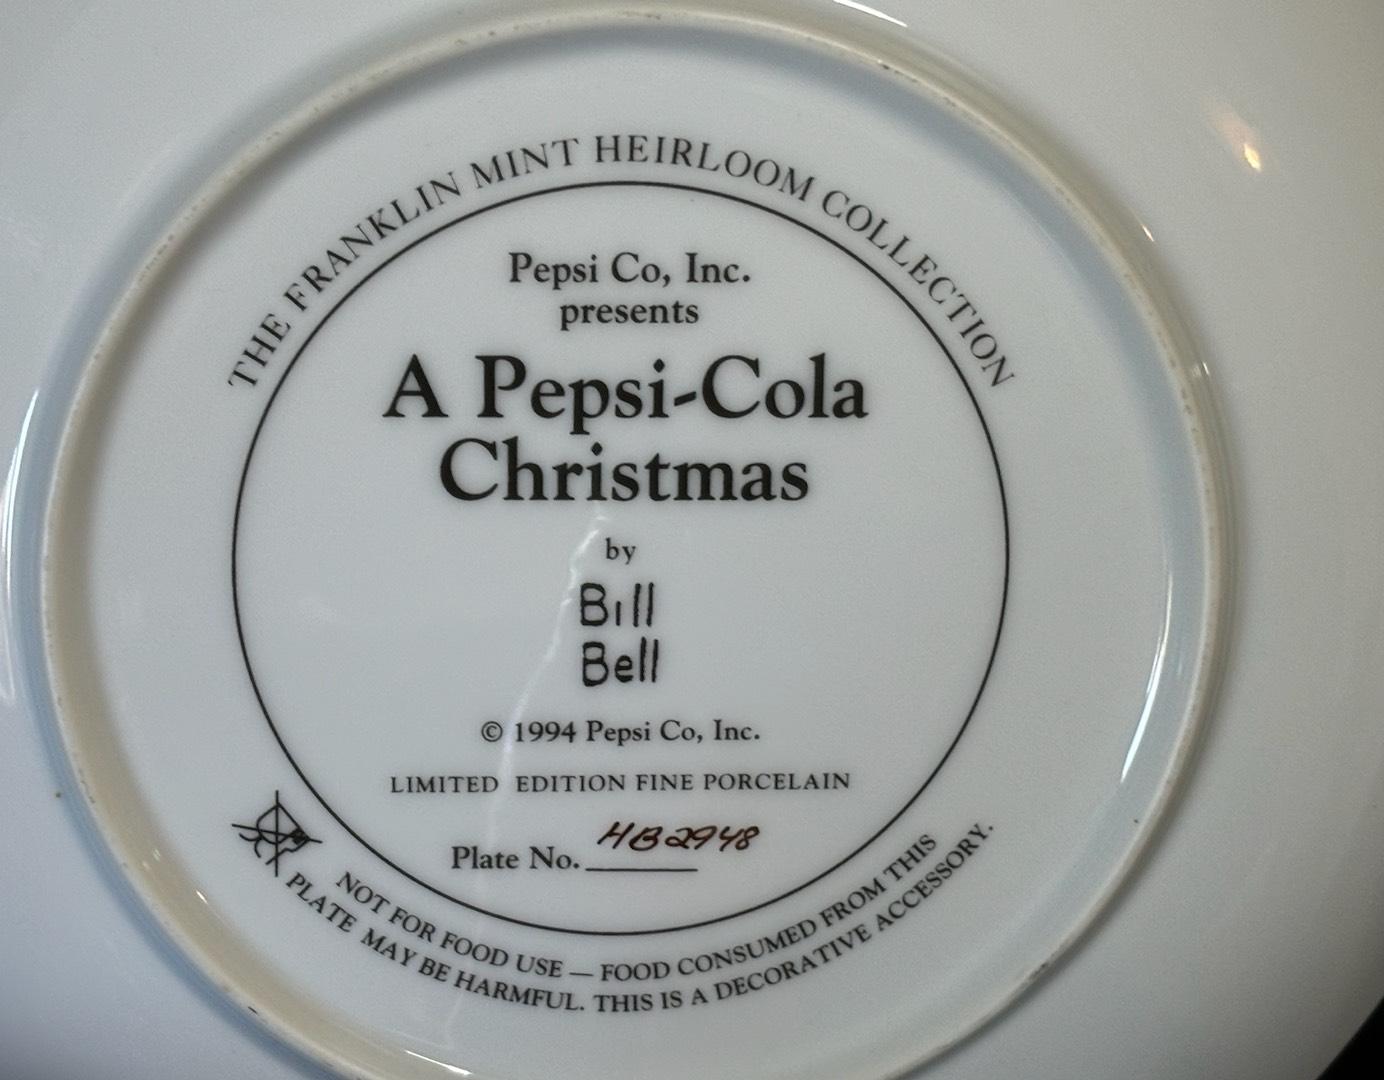 THE FRANKLIN MINT HEIRLOOM COLLECTION
Pepsi Co, Inc.
presents
A Pepsi-Cola
Christmas
by
Bill
Bell
© 1994 Pepsi Co, Inc.
LIMITED EDITION FINE PORCELAIN
Plate No. HB2948
NOT FOR FOOD USE — FOOD CONSUMED FROM THIS
PLATE MAY BE HARMFUL. THIS IS A DECORATIVE ACCESSORY.